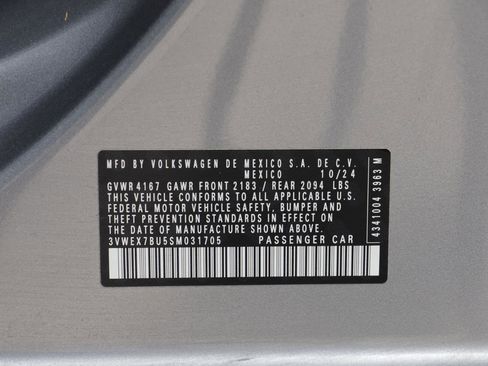 MFD BY VOLKSWAGEN DE MEXICO S.A. DE C.V.
MEXICO 10/24
GVWR 4167 GAWR FRONT 2183 / REAR 2094 LBS
THIS VEHICLE CONFORMS TO ALL APPLICABLE U.S.
FEDERAL MOTOR VEHICLE SAFETY, BUMPER AND
THEFT PREVENTION STANDARDS IN EFFECT ON
THE DATE OF MANUFACTURE SHOWN ABOVE.
3VWEX7BU5SM031705 PASSENGER CAR
4341004 3963 M